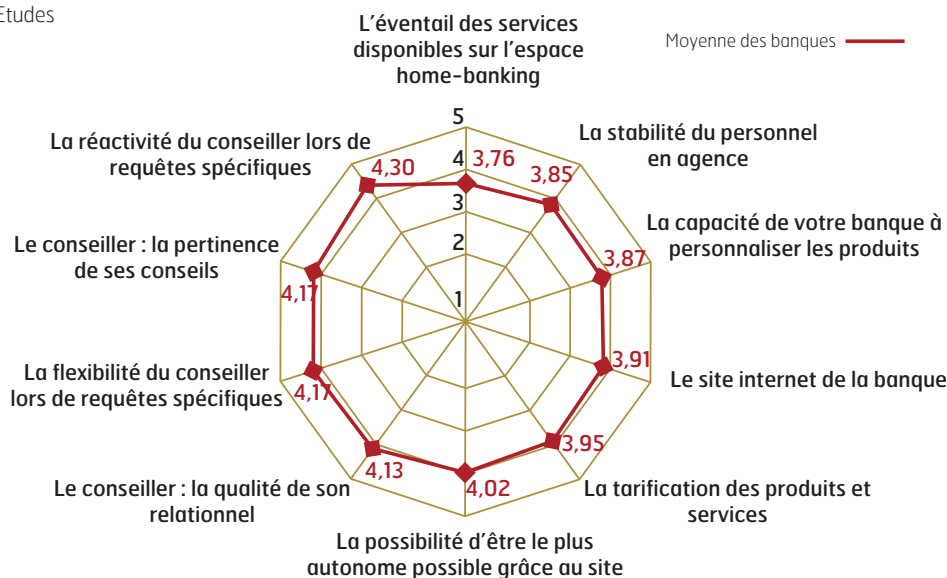 Etudes
L'éventail des services
disponibles sur l'espace
home-banking
Moyenne des banques
La réactivité du conseiller lors de
requêtes spécifiques
La stabilité du personnel
en agence
5
4
3
2
1
4,30
3,76
3,85
Le conseiller : la pertinence
de ses conseils
4,17
La capacité de votre banque à
personnaliser les produits
3,87
La flexibilité du conseiller
lors de requêtes spécifiques
4,17
3,91
Le site internet de la banque
Le conseiller : la qualité de son
relationnel
4,13
4,02
3,95
La tarification des produits et
services
La possibilité d'être le plus
autonome possible grâce au site